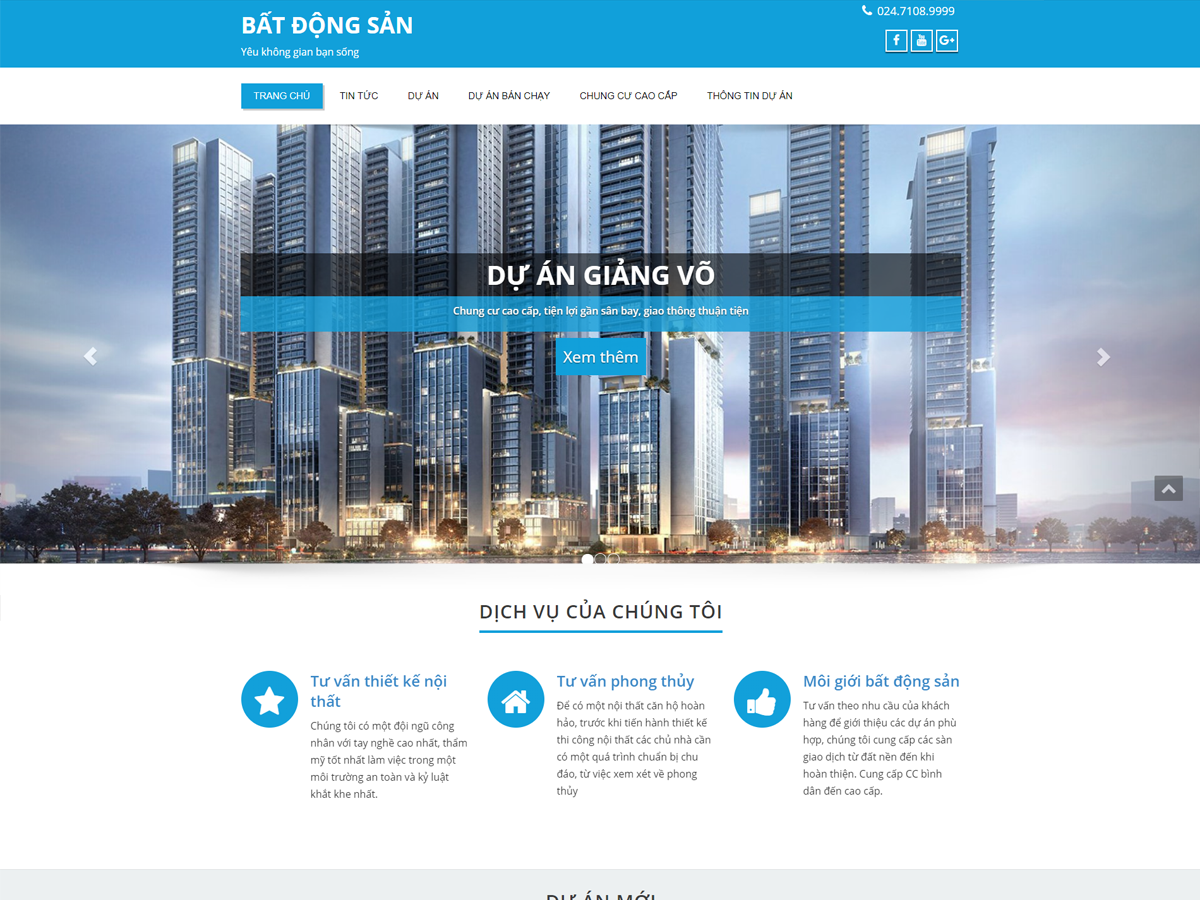 BẤT ĐỘNG SẢN
Yêu không gian bạn sống
024.7108.9999
TRANG CHỦ
TIN TỨC
DỰ ÁN
DỰ ÁN BÁN CHẠY
CHUNG CƯ CAO CẤP
THÔNG TIN DỰ ÁN
DỰ ÁN GIẢNG VÕ
Chung cư cao cấp, tiện lợi gần sân bay, giao thông thuận tiện
Xem thêm
DỊCH VỤ CỦA CHÚNG TÔI
Tư vấn thiết kế nội
thất
Chúng tôi có một đội ngũ công
nhân với tay nghề cao nhất, thẩm
mỹ tốt nhất làm việc trong một
môi trường an toàn và kỷ luật
khắt khe nhất.
Tư vấn phong thủy
Để có một nội thất căn hộ hoàn
hảo, trước khi tiến hành thiết kế
thi công nội thất các chủ nhà cần
có một quá trình chuẩn bị chu
đáo, từ việc xem xét về phong
thủy
Môi giới bất động sản
Tư vấn theo nhu cầu của khách
hàng để giới thiệu các dự án phù
hợp, chúng tôi cung cấp các sàn
giao dịch từ đất nền đến khi
hoàn thiện. Cung cấp CC bình
dân đến cao cấp.
DỰ ÁN MỚI